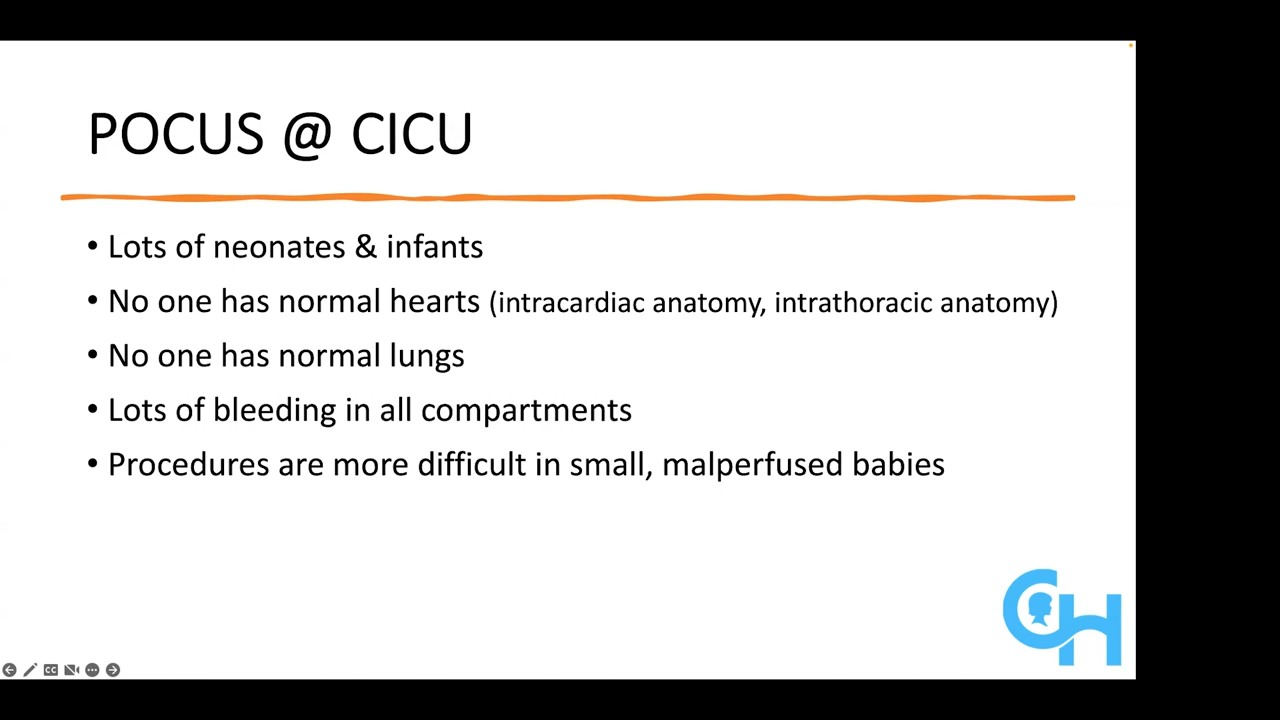 POCUS @ CICU
• Lots of neonates & infants
• No one has normal hearts (intracardiac anatomy, intrathoracic anatomy)
• No one has normal lungs
• Lots of bleeding in all compartments
• Procedures are more difficult in small, malperfused babies
CH
CC